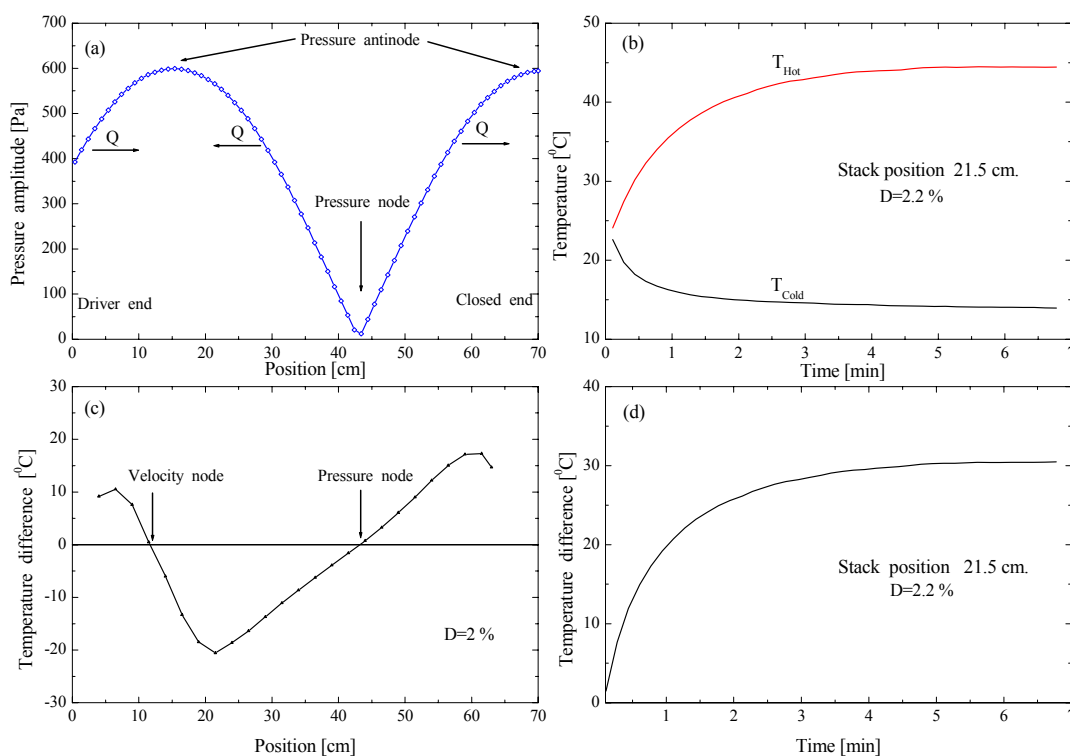 (a)
Pressure antinode
Q
Q
Q
Pressure node
Driver end
Closed end
Pressure amplitude [Pa]
700
600
500
400
300
200
100
0
0 10 20 30 40 50 60 70
Position [cm]
(b)
T_Hot
Stack position 21.5 cm.
D=2.2 %
T_Cold
Temperature [⁰C]
50
40
30
20
10
1 2 3 4 5 6 7
Time [min]
(c)
Velocity node
Pressure node
D=2 %
Temperature difference [⁰C]
30
20
10
0
-10
-20
-30
0 10 20 30 40 50 60 70
Position [cm]
(d)
Stack position 21.5 cm.
D=2.2 %
Temperature difference [⁰C]
40
30
20
10
0
1 2 3 4 5 6 7
Time [min]